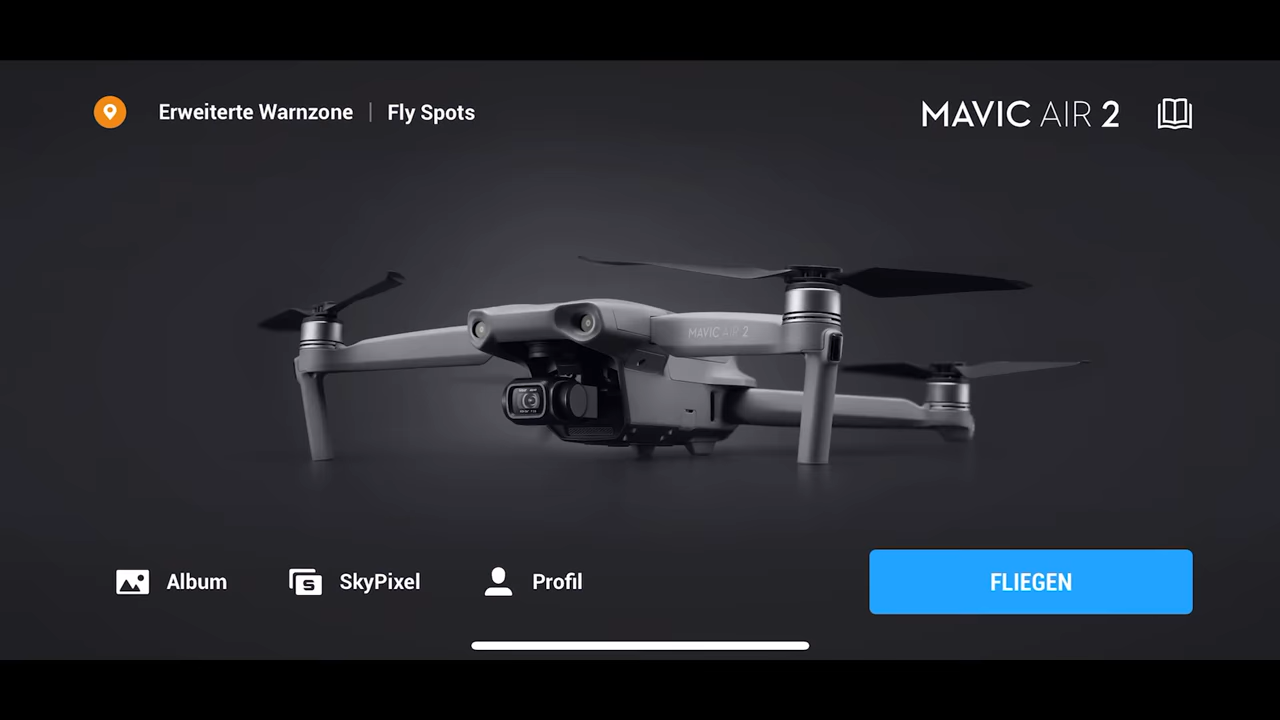 Erweiterte Warnzone | Fly Spots
MAVIC AIR 2
MAVIC AIR 2
Album
SkyPixel
Profil
FLIEGEN